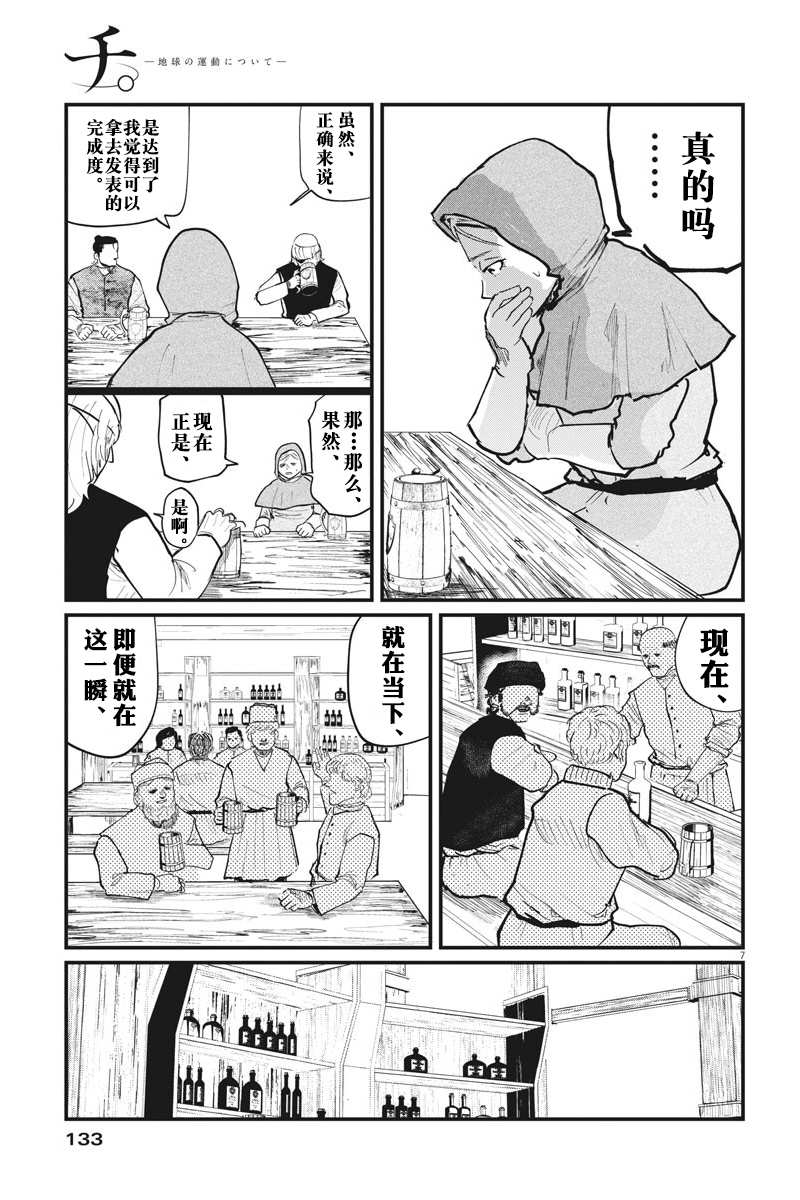 チ。
―地球の運動について―
真的吗
……
虽然、
正确来说、
是达到了
我觉得可以
拿去发表的
完成度。
那…那么、
果然、
现在
正是、
是啊。
现在、
就在当下、
即便就在
这一瞬、
7
133